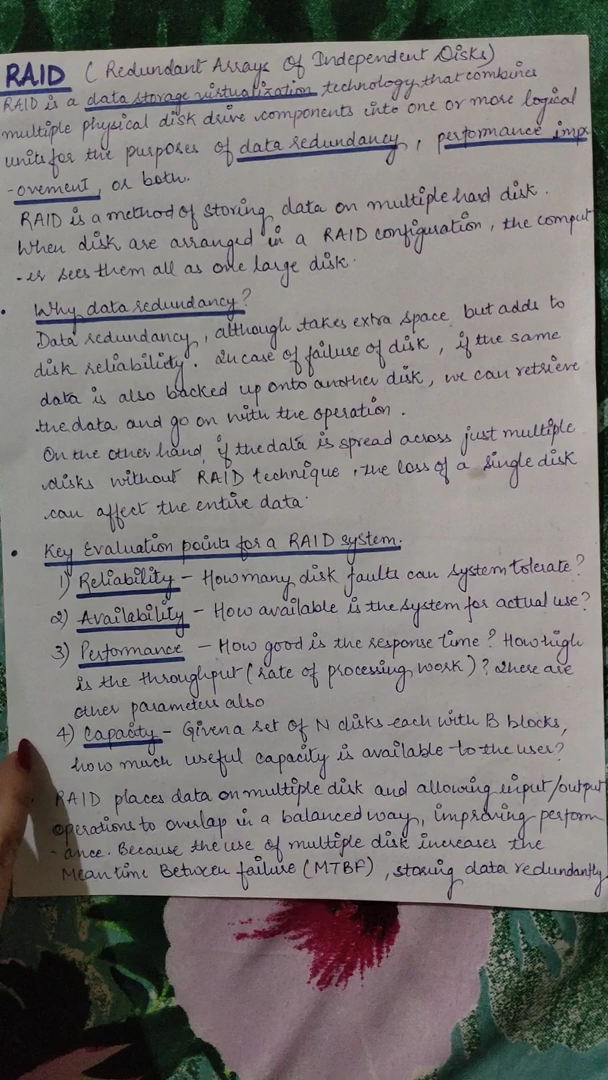 RAID ( Redundant Arrays Of Independent Disks)
RAID is a data storage virtualization technology that combines
multiple physical disk drive components into one or more logical
units for the purposes of data redundancy, performance impr
-ovement, or both.
RAID is a method of storing data on multiple hard disk.
When disk are arranged in a RAID configuration, the comput
-er sees them all as one large disk.
• Why data redundancy?
Data redundancy, although takes extra space but adds to
disk reliability. In case of failure of disk, if the same
data is also backed up onto another disk, we can retrieve
the data and go on with the operation.
On the other hand, if the data is spread across just multiple
disks without RAID technique, the loss of a single disk
can affect the entire data.
• Key Evaluation points for a RAID system.
1) Reliability - How many disk faults can system tolerate?
2) Availability - How available is the system for actual use?
3) Performance - How good is the response time? How high
is the throughput (rate of processing work)? There are
other parameters also
4) Capacity - Given a set of N disks each with B blocks,
how much useful capacity is available to the user?
• RAID places data on multiple disk and allowing input/output
operations to overlap in a balanced way, improving perform
-ance. Because the use of multiple disk increases the
Mean time Between failure (MTBF), storing data redundantly